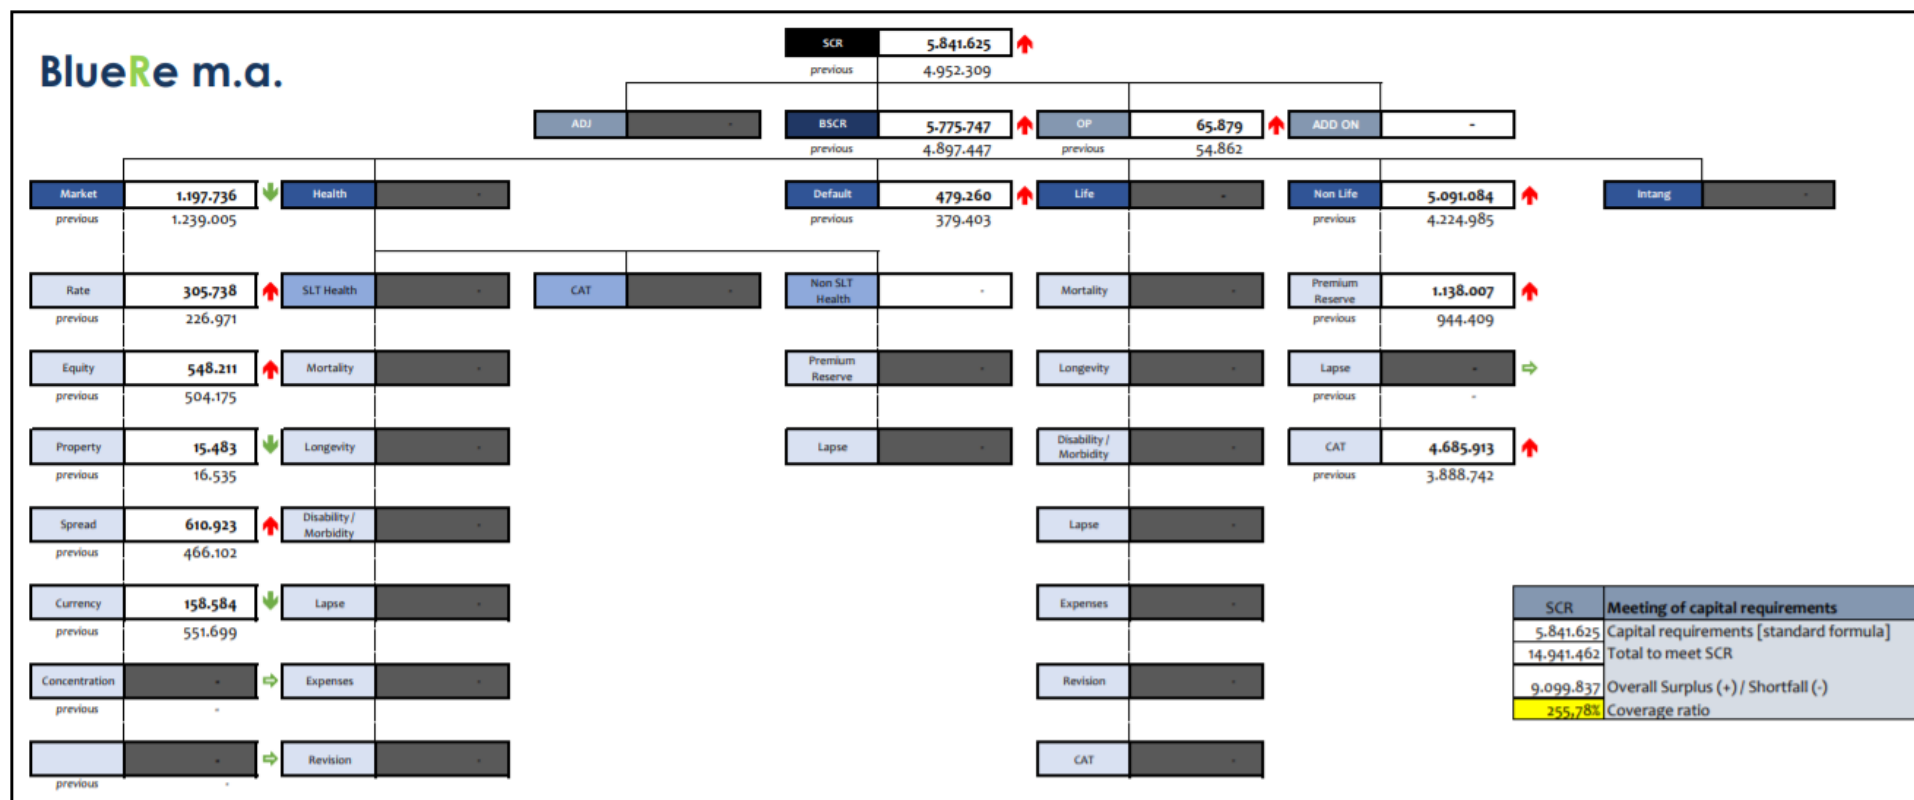 BlueRe m.a.
SCR 5.841.625
previous 4.952.309
ADJ -
BSCR 5.775.747
previous 4.897.447
OP 65.879
previous 54.862
ADD ON -
Market 1.197.736
previous 1.239.005
Health -
Default 479.260
previous 379.403
Life -
Non Life 5.091.084
previous 4.224.985
Intang -
Rate 305.738
previous 226.971
SLT Health -
CAT -
Non SLT
Health -
Mortality -
Premium
Reserve 1.138.007
previous 944.409
Equity 548.211
previous 504.175
Mortality -
Premium
Reserve -
Longevity -
Lapse -
previous -
Property 15.483
previous 16.535
Longevity -
Lapse -
Disability /
Morbidity -
CAT 4.685.913
previous 3.888.742
Spread 610.923
previous 466.102
Disability /
Morbidity -
Lapse -
Currency 158.584
previous 551.699
Lapse -
Expenses -
Concentration -
previous -
Expenses -
Revision -
-
previous -
Revision -
CAT -
SCR Meeting of capital requirements
5.841.625 Capital requirements [standard formula]
14.941.462 Total to meet SCR
9.099.837 Overall Surplus (+) / Shortfall (-)
255,78% Coverage ratio